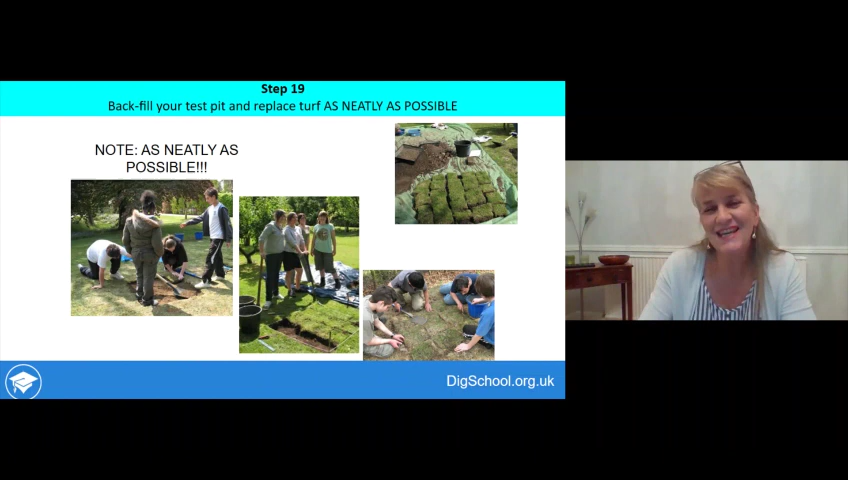 Step 19
Back-fill your test pit and replace turf AS NEATLY AS POSSIBLE
NOTE: AS NEATLY AS
POSSIBLE!!!
DigSchool.org.uk